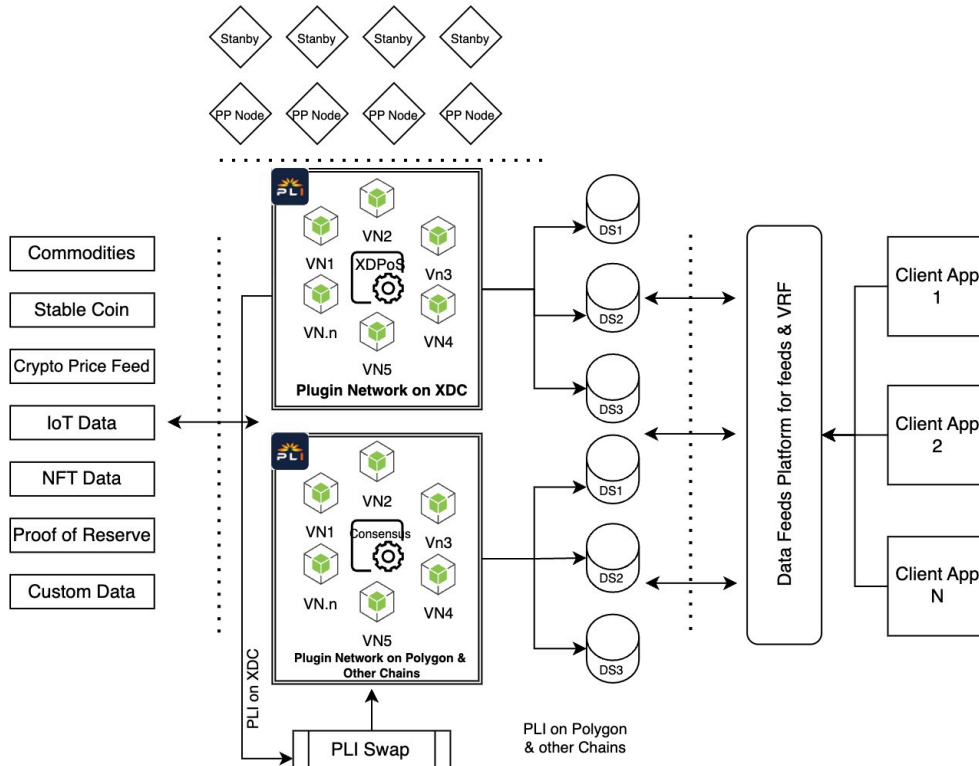 Stanby
Stanby
Stanby
Stanby
PP Node
PP Node
PP Node
PP Node
Commodities
Stable Coin
Crypto Price Feed
IoT Data
NFT Data
Proof of Reserve
Custom Data
PLI
VN2
VN1
Vn3
XDPoS
VN.n
VN4
VN5
Plugin Network on XDC
PLI
VN2
VN1
Vn3
Consensus
VN.n
VN4
VN5
Plugin Network on Polygon &
Other Chains
PLI on XDC
PLI Swap
DS1
DS2
DS3
DS1
DS2
DS3
PLI on Polygon
& other Chains
Data Feeds Platform for feeds & VRF
Client App
1
Client App
2
Client App
N